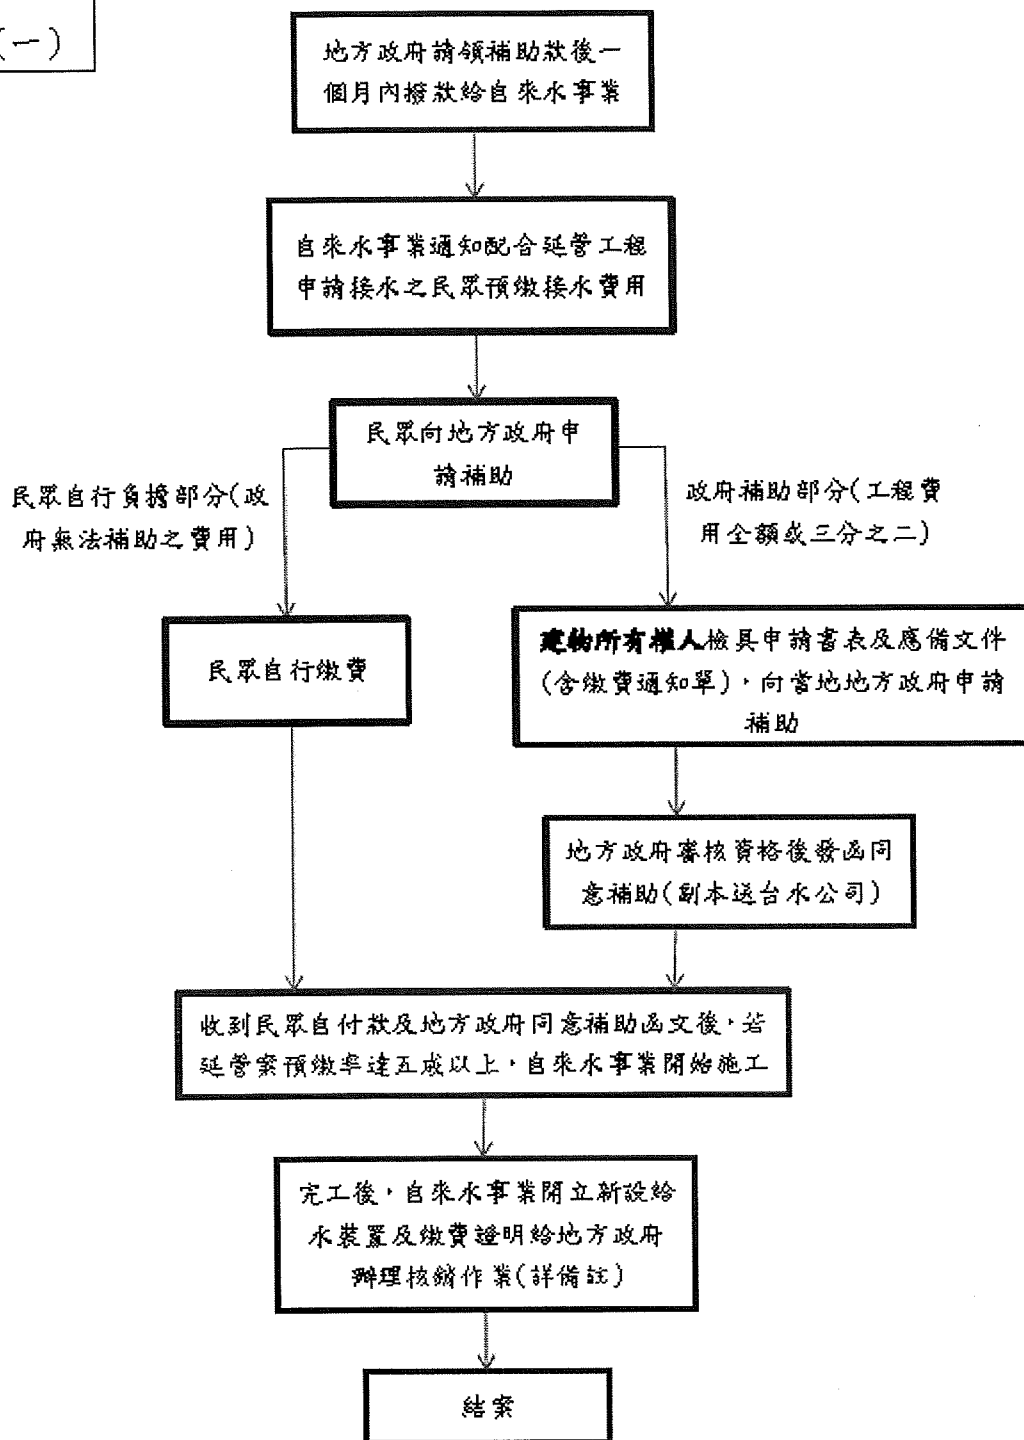 (一)
地方政府請領補助款後一
個月內撥款給自來水事業
自來水事業通知配合延管工程
申請接水之民眾預繳接水費用
民眾向地方政府申
請補助
民眾自行負擔部分(政
府無法補助之費用)
政府補助部分(工程費
用全額或三分之二)
民眾自行繳費
建物所有權人檢具申請書表及應備文件
(含繳費通知單),向當地地方政府申請
補助
地方政府審核資格後發函同
意補助(副本送台水公司)
收到民眾自付款及地方政府同意補助函文後,若
延管案預繳率達五成以上,自來水事業開始施工
完工後,自來水事業開立新設給
水裝置及繳費證明給地方政府
辦理核銷作業(詳備註)
結案